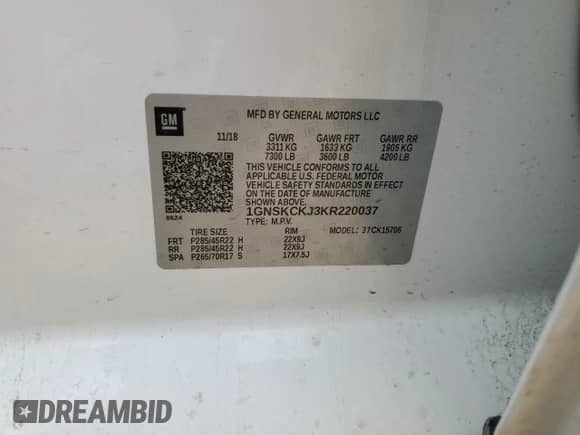 GM
MFD BY GENERAL MOTORS LLC
11/18 GVWR GAWR FRT GAWR RR
3311 KG 1633 KG 1905 KG
7300 LB 3600 LB 4200 LB
THIS VEHICLE CONFORMS TO ALL
APPLICABLE U.S. FEDERAL MOTOR
VEHICLE SAFETY STANDARDS IN
EFFECT ON THE DATE OF MANUFACTURE
SHOWN ABOVE.
1GNSKCKJ3KR220037
TYPE: M.P.V. MODEL: 37CK15706
8624
TIRE SIZE RIM
FRT P285/45R22 H 22X9J
RR P285/45R22 H 22X9J
SPA P265/70R17 S 17X7.5J
DREAMBID